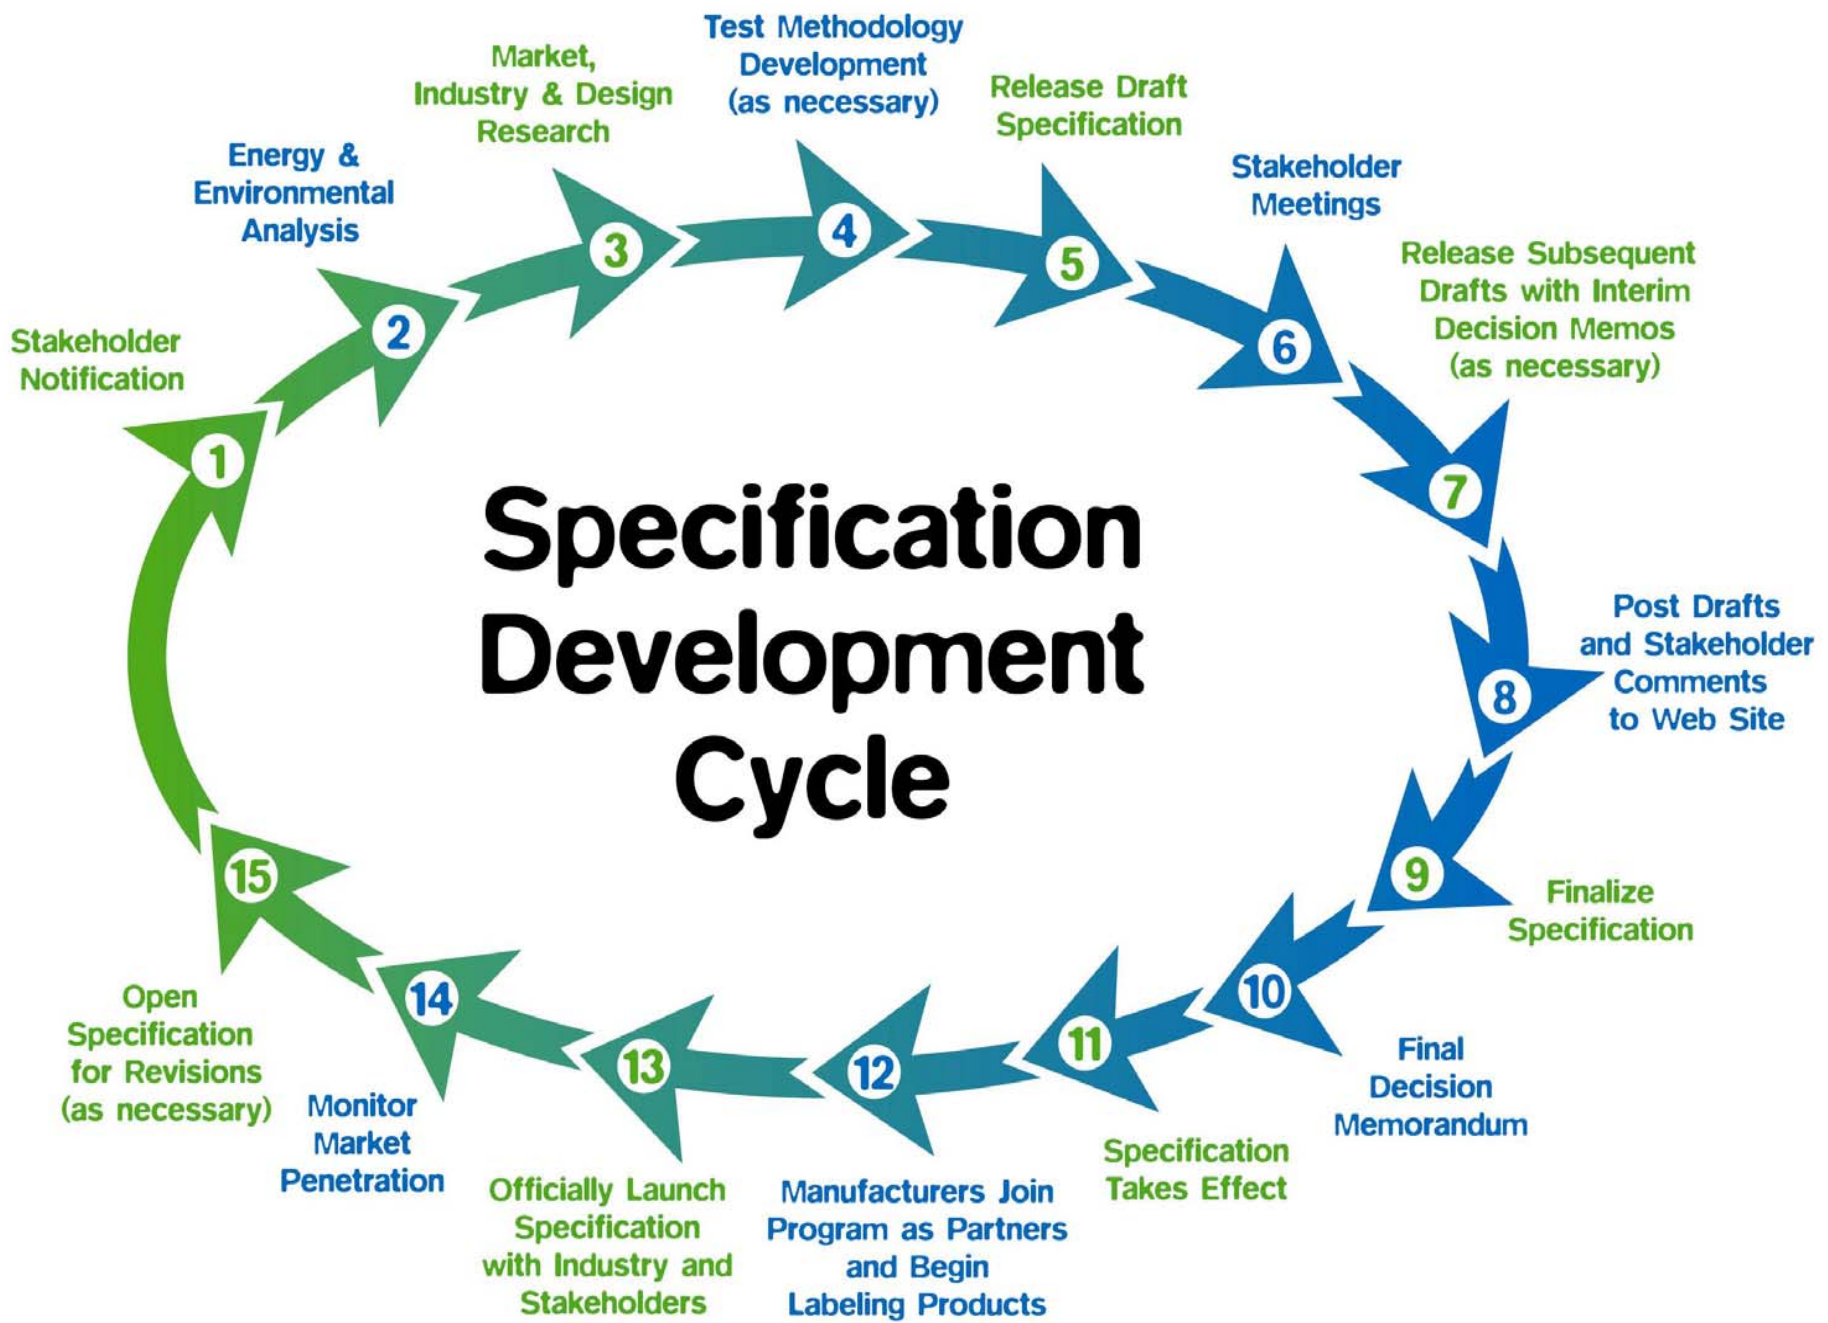 Specification
Development
Cycle
1
Stakeholder
Notification
2
Energy &
Environmental
Analysis
3
Market,
Industry & Design
Research
4
Test Methodology
Development
(as necessary)
5
Release Draft
Specification
6
Stakeholder
Meetings
7
Release Subsequent
Drafts with Interim
Decision Memos
(as necessary)
8
Post Drafts
and Stakeholder
Comments
to Web Site
9
Finalize
Specification
10
Final
Decision
Memorandum
11
Specification
Takes Effect
12
Manufacturers Join
Program as Partners
and Begin
Labeling Products
13
Officially Launch
Specification
with Industry and
Stakeholders
14
Monitor
Market
Penetration
15
Open
Specification
for Revisions
(as necessary)